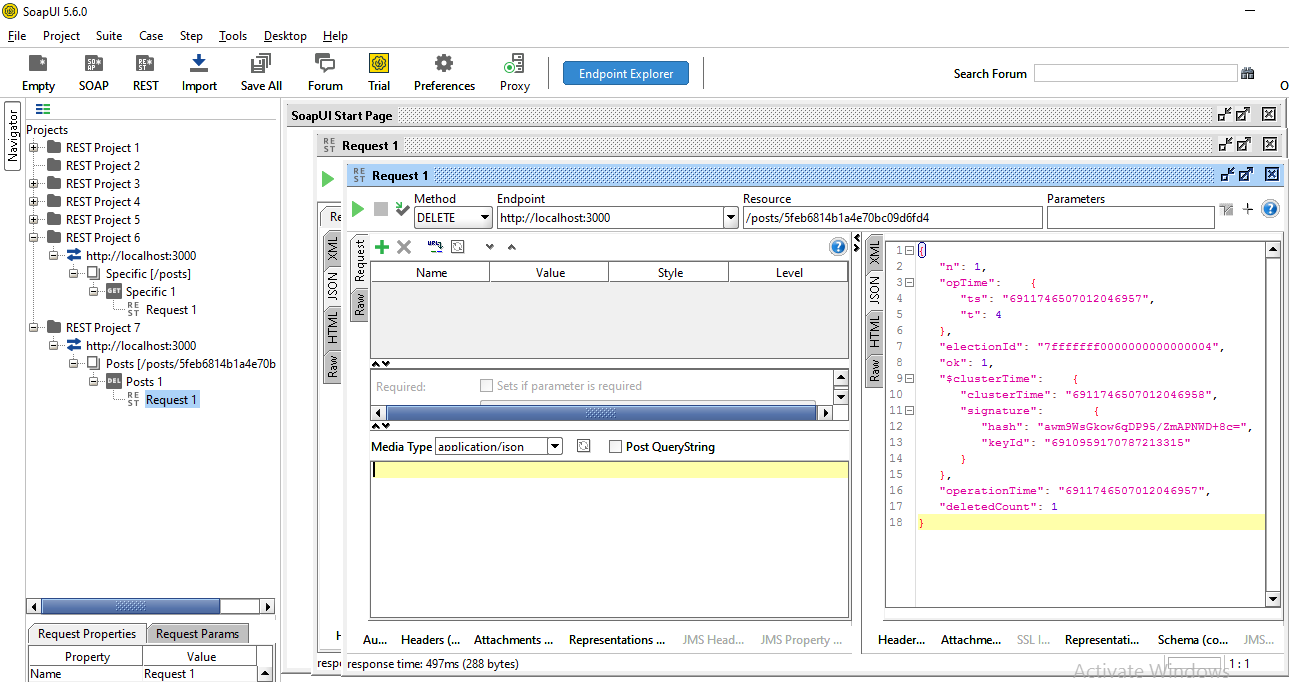 SoapUI 5.6.0
File Project Suite Case Step Tools Desktop Help
Empty SOAP REST Import Save All Forum Trial Preferences Proxy Endpoint Explorer Search Forum
Navigator
Projects
REST Project 1
REST Project 2
REST Project 3
REST Project 4
REST Project 5
REST Project 6
http://localhost:3000
Specific [/posts]
GET Specific 1
REST Request 1
REST Project 7
http://localhost:3000
Posts [/posts/5feb6814b1a4e70b
DEL Posts 1
REST Request 1
Request Properties Request Params
Property Value
Name Request 1
SoapUI Start Page
REST Request 1
Re
XML
JSON
HTML
Raw
H
resp
REST Request 1
Method Endpoint Resource Parameters
DELETE http://localhost:3000 /posts/5feb6814b1a4e70bc09d6fd4
Request
Raw
Name Value Style Level
Required: Sets if parameter is required
Media Type application/json Post QueryString
Au... Headers (... Attachments ... Representations ... JMS Head... JMS Property ...
response time: 497ms (288 bytes)
XML
JSON
HTML
Raw
1 {
2 "n": 1,
3 "opTime": {
4 "ts": "6911746507012046957",
5 "t": 4
6 },
7 "electionId": "7fffffff0000000000000004",
8 "ok": 1,
9 "$clusterTime": {
10 "clusterTime": "6911746507012046958",
11 "signature": {
12 "hash": "awm9WsGkow6qDP95/ZmAPNWD+8c=",
13 "keyId": "6910959170787213315"
14 }
15 },
16 "operationTime": "6911746507012046957",
17 "deletedCount": 1
18 }
Header... Attachme... SSL I... Representati... Schema (co... JMS...
Activate Windows
1 : 1